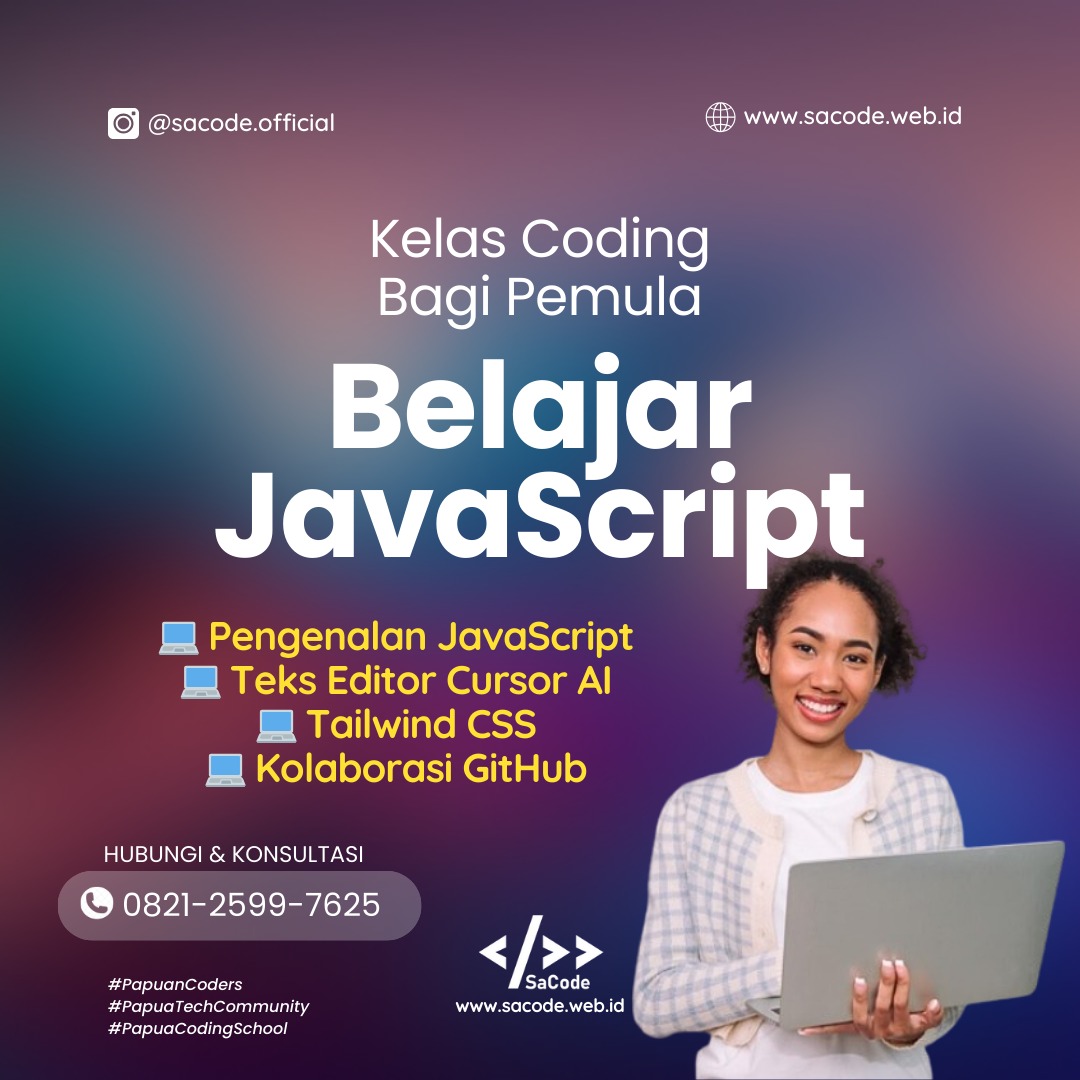 @sacode.official
www.sacode.web.id
Kelas Coding
Bagi Pemula
Belajar
JavaScript
Pengenalan JavaScript
Teks Editor Cursor AI
Tailwind CSS
Kolaborasi GitHub
HUBUNGI & KONSULTASI
0821-2599-7625
#PapuanCoders
#PapuaTechCommunity
#PapuaCodingSchool
</>>
SaCode
www.sacode.web.id